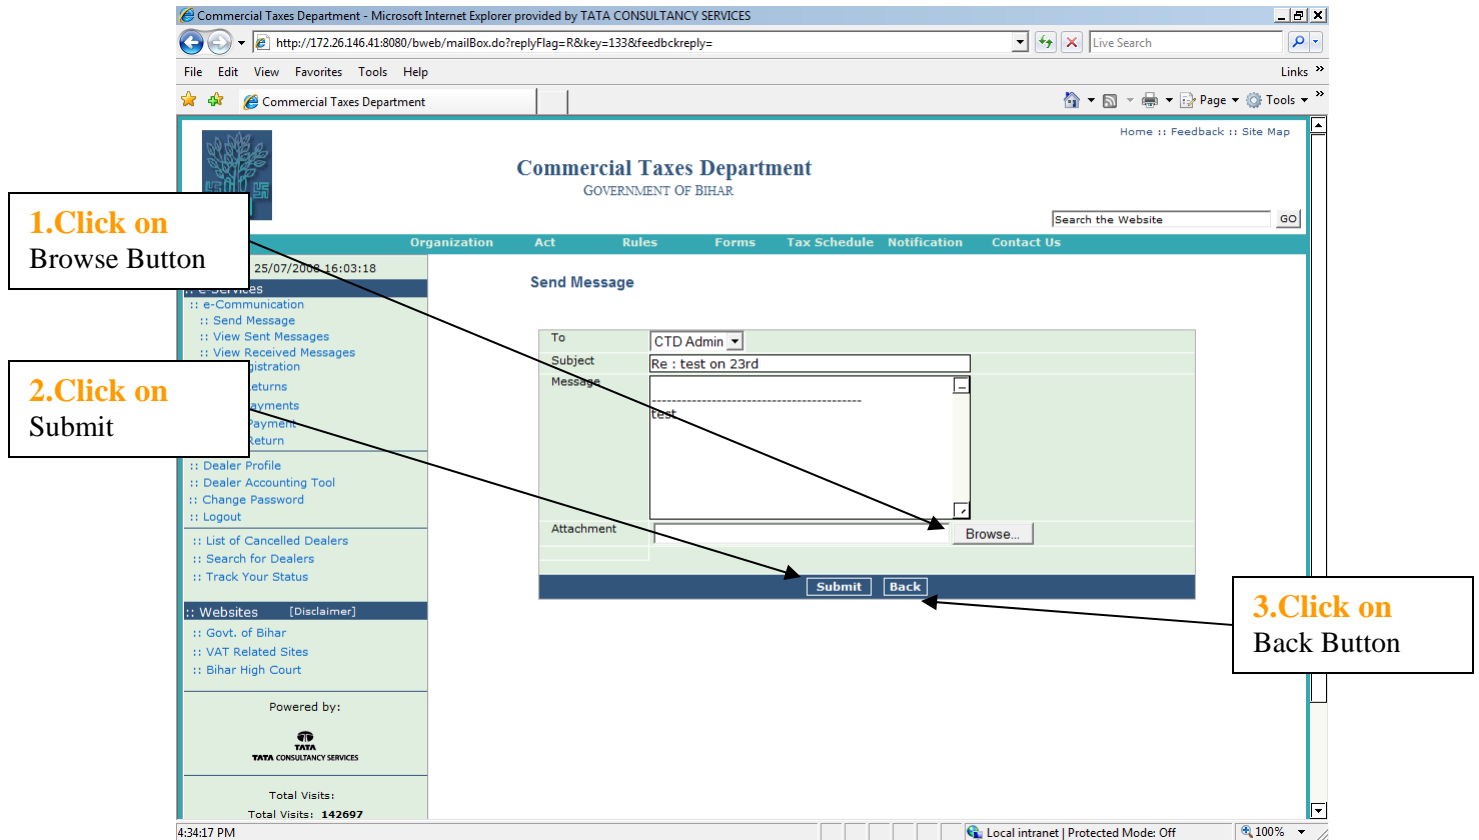 Commercial Taxes Department - Microsoft Internet Explorer provided by TATA CONSULTANCY SERVICES
http://172.26.146.41:8080/bweb/mailBox.do?replyFlag=R&key=133&feedbckreply=
Live Search
File Edit View Favorites Tools Help
Links »
Commercial Taxes Department
Page Tools »
Home :: Feedback :: Site Map
Commercial Taxes Department
GOVERNMENT OF BIHAR
Search the Website GO
1.Click on
Browse Button
Organization Act Rules Forms Tax Schedule Notification Contact Us
25/07/2008 16:03:18
:: e-Services
:: e-Communication
:: Send Message
:: View Sent Messages
:: View Received Messages
gistration
eturns
ayments
Payment
Return
2.Click on
Submit
:: Dealer Profile
:: Dealer Accounting Tool
:: Change Password
:: Logout
:: List of Cancelled Dealers
:: Search for Dealers
:: Track Your Status
:: Websites [Disclaimer]
:: Govt. of Bihar
:: VAT Related Sites
:: Bihar High Court
Powered by:
TATA
TATA CONSULTANCY SERVICES
Total Visits:
Total Visits: 142697
Send Message
To CTD Admin
Subject Re : test on 23rd
Message
------------------------------------------
test
Attachment Browse...
Submit Back
3.Click on
Back Button
4:34:17 PM
Local intranet | Protected Mode: Off
100%